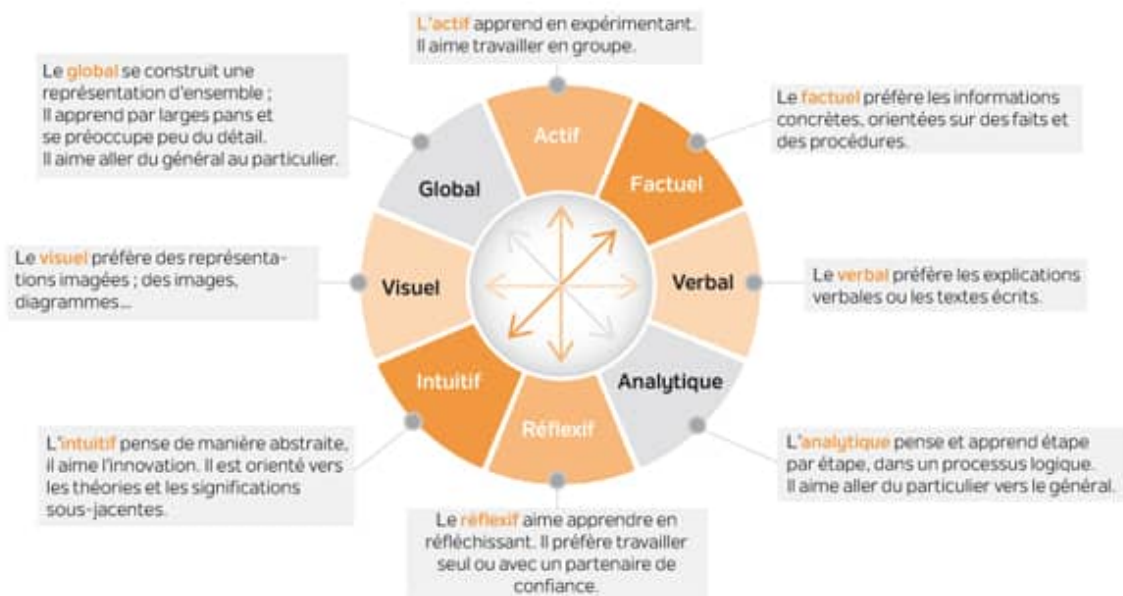 L'actif apprend en expérimentant.
Il aime travailler en groupe.
Le global se construit une
représentation d'ensemble ;
Il apprend par larges pans et
se préoccupe peu du détail.
Il aime aller du général au particulier.
Le factuel préfère les informations
concrètes, orientées sur des faits et
des procédures.
Actif
Factuel
Global
Verbal
Visuel
Analytique
Intuitif
Réflexif
Le visuel préfère des représenta-
tions imagées ; des images,
diagrammes...
Le verbal préfère les explications
verbales ou les textes écrits.
L'intuitif pense de manière abstraite,
il aime l'innovation. Il est orienté vers
les théories et les significations
sous-jacentes.
L'analytique pense et apprend étape
par étape, dans un processus logique.
Il aime aller du particulier vers le général.
Le réflexif aime apprendre en
réfléchissant. Il préfère travailler
seul ou avec un partenaire de
confiance.